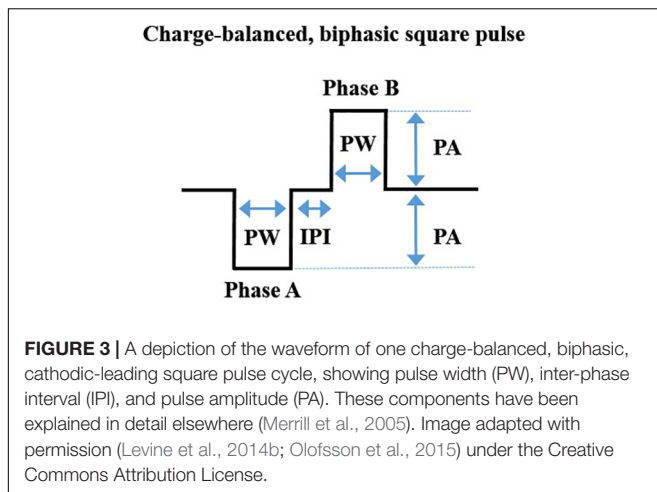 Charge-balanced, biphasic square pulse
Phase B
PW
PA
PW
IPI
PA
Phase A
FIGURE 3 | A depiction of the waveform of one charge-balanced, biphasic,
cathodic-leading square pulse cycle, showing pulse width (PW), inter-phase
interval (IPI), and pulse amplitude (PA). These components have been
explained in detail elsewhere (Merrill et al., 2005). Image adapted with
permission (Levine et al., 2014b; Olofsson et al., 2015) under the Creative
Commons Attribution License.